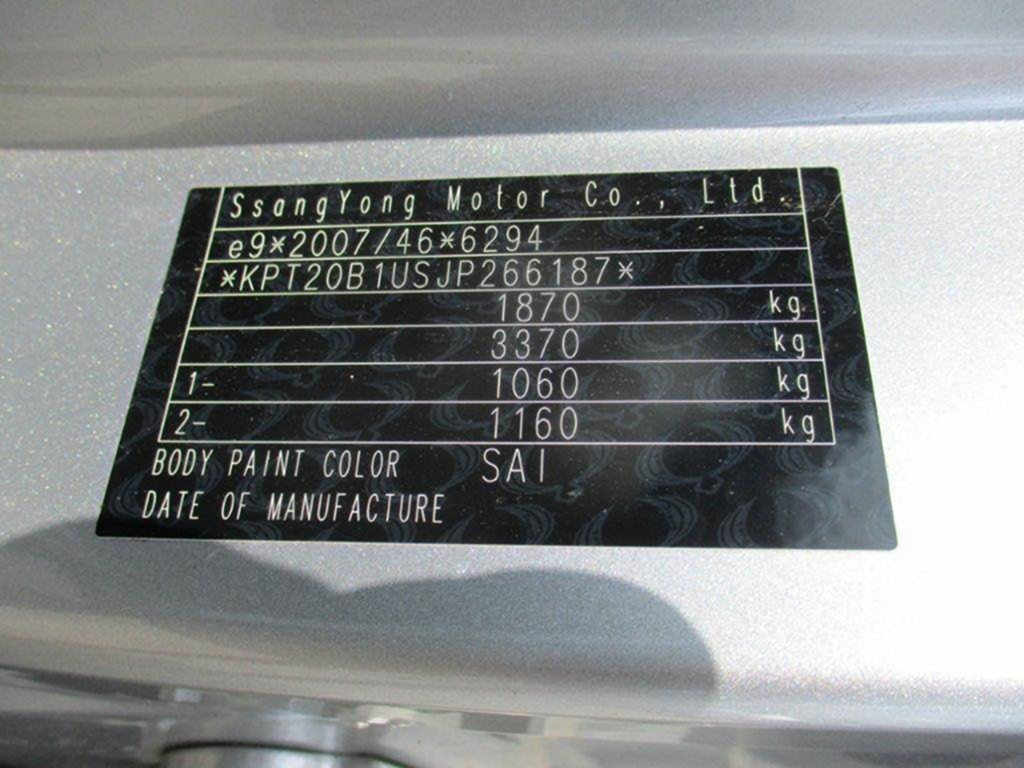 SsangYong Motor Co., Ltd.
e9*2007/46*6294
*KPT20B1USJP266187*
1870 kg
3370 kg
1- 1060 kg
2- 1160 kg
BODY PAINT COLOR SAI
DATE OF MANUFACTURE